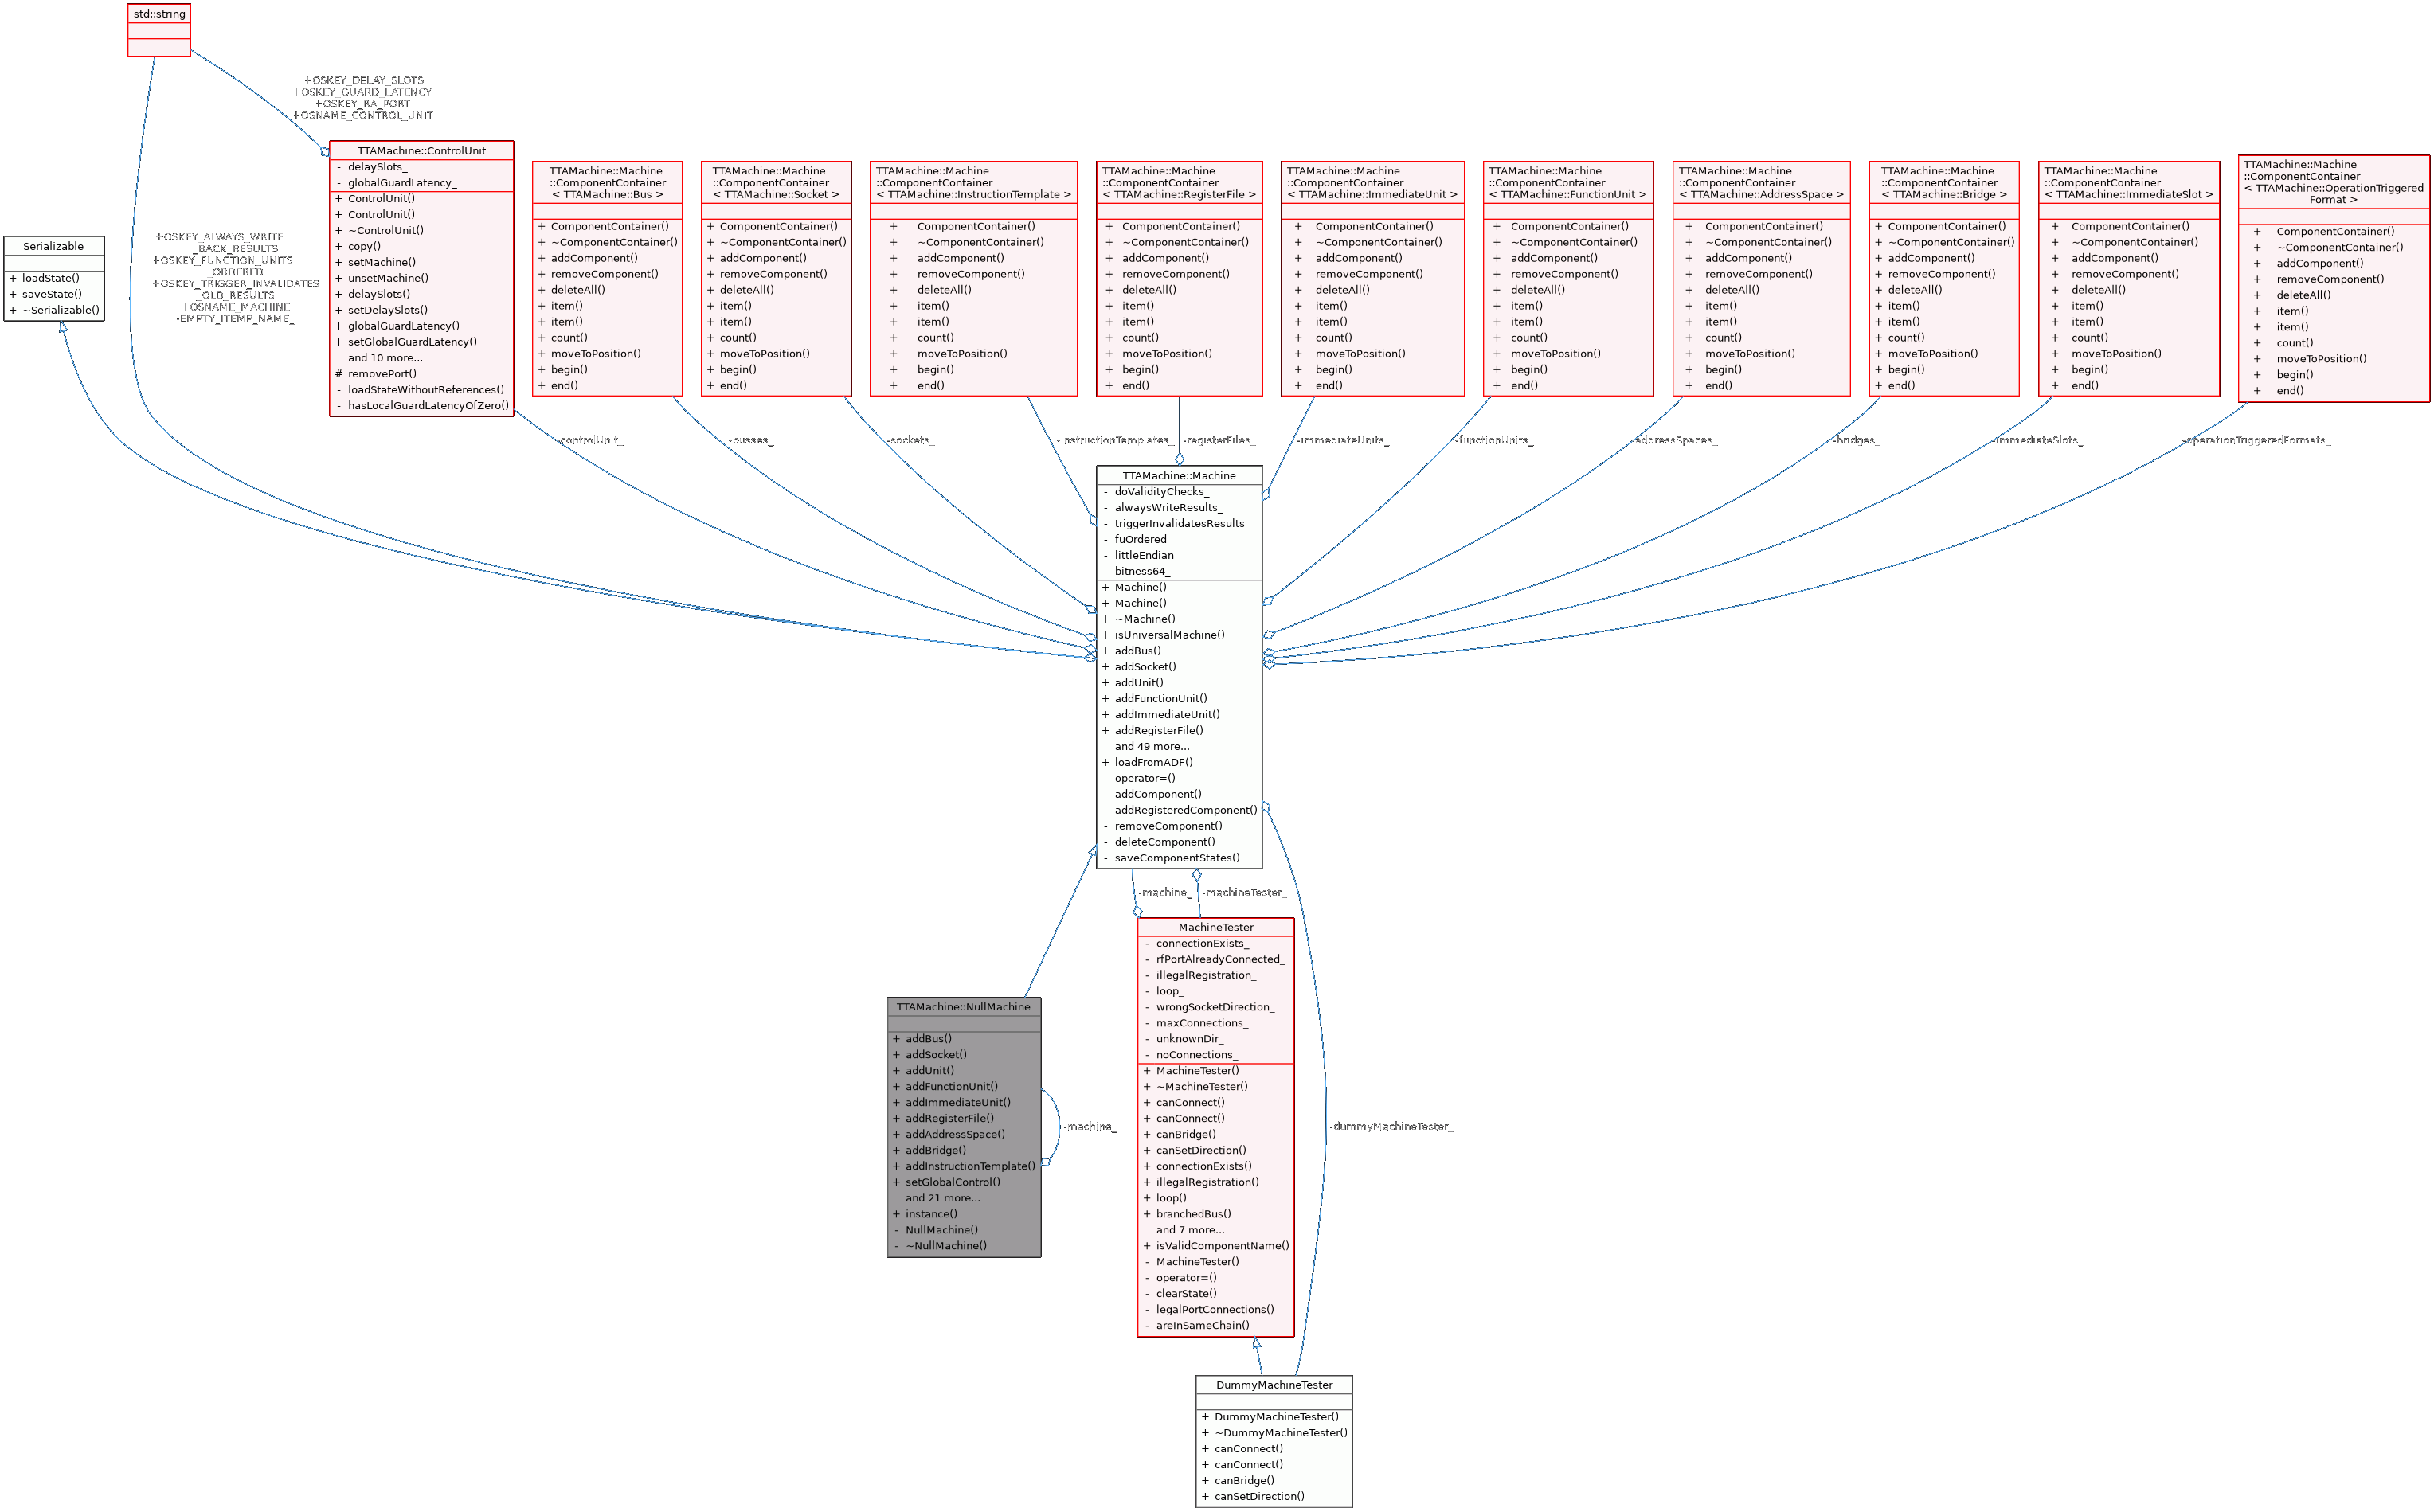 std::string
+OSKEY_DELAY_SLOTS
+OSKEY_GUARD_LATENCY
+OSKEY_RA_PORT
+OSNAME_CONTROL_UNIT
TTAMachine::ControlUnit
- delaySlots_
- globalGuardLatency_
+ ControlUnit()
+ ControlUnit()
+ ~ControlUnit()
+ copy()
+ setMachine()
+ unsetMachine()
+ delaySlots()
+ setDelaySlots()
+ globalGuardLatency()
+ setGlobalGuardLatency()
and 10 more...
# removePort()
- loadStateWithoutReferences()
- hasLocalGuardLatencyOfZero()
TTAMachine::Machine
::ComponentContainer
< TTAMachine::Bus >
+ ComponentContainer()
+ ~ComponentContainer()
+ addComponent()
+ removeComponent()
+ deleteAll()
+ item()
+ item()
+ count()
+ moveToPosition()
+ begin()
+ end()
TTAMachine::Machine
::ComponentContainer
< TTAMachine::Socket >
+ ComponentContainer()
+ ~ComponentContainer()
+ addComponent()
+ removeComponent()
+ deleteAll()
+ item()
+ item()
+ count()
+ moveToPosition()
+ begin()
+ end()
TTAMachine::Machine
::ComponentContainer
< TTAMachine::InstructionTemplate >
+ ComponentContainer()
+ ~ComponentContainer()
+ addComponent()
+ removeComponent()
+ deleteAll()
+ item()
+ item()
+ count()
+ moveToPosition()
+ begin()
+ end()
TTAMachine::Machine
::ComponentContainer
< TTAMachine::RegisterFile >
+ ComponentContainer()
+ ~ComponentContainer()
+ addComponent()
+ removeComponent()
+ deleteAll()
+ item()
+ item()
+ count()
+ moveToPosition()
+ begin()
+ end()
TTAMachine::Machine
::ComponentContainer
< TTAMachine::ImmediateUnit >
+ ComponentContainer()
+ ~ComponentContainer()
+ addComponent()
+ removeComponent()
+ deleteAll()
+ item()
+ item()
+ count()
+ moveToPosition()
+ begin()
+ end()
TTAMachine::Machine
::ComponentContainer
< TTAMachine::FunctionUnit >
+ ComponentContainer()
+ ~ComponentContainer()
+ addComponent()
+ removeComponent()
+ deleteAll()
+ item()
+ item()
+ count()
+ moveToPosition()
+ begin()
+ end()
TTAMachine::Machine
::ComponentContainer
< TTAMachine::AddressSpace >
+ ComponentContainer()
+ ~ComponentContainer()
+ addComponent()
+ removeComponent()
+ deleteAll()
+ item()
+ item()
+ count()
+ moveToPosition()
+ begin()
+ end()
TTAMachine::Machine
::ComponentContainer
< TTAMachine::Bridge >
+ ComponentContainer()
+ ~ComponentContainer()
+ addComponent()
+ removeComponent()
+ deleteAll()
+ item()
+ item()
+ count()
+ moveToPosition()
+ begin()
+ end()
TTAMachine::Machine
::ComponentContainer
< TTAMachine::ImmediateSlot >
+ ComponentContainer()
+ ~ComponentContainer()
+ addComponent()
+ removeComponent()
+ deleteAll()
+ item()
+ item()
+ count()
+ moveToPosition()
+ begin()
+ end()
TTAMachine::Machine
::ComponentContainer
< TTAMachine::OperationTriggered
Format >
+ ComponentContainer()
+ ~ComponentContainer()
+ addComponent()
+ removeComponent()
+ deleteAll()
+ item()
+ item()
+ count()
+ moveToPosition()
+ begin()
+ end()
Serializable
+ loadState()
+ saveState()
+ ~Serializable()
+OSKEY_ALWAYS_WRITE
_BACK_RESULTS
+OSKEY_FUNCTION_UNITS
_ORDERED
+OSKEY_TRIGGER_INVALIDATES
_OLD_RESULTS
+OSNAME_MACHINE
-EMPTY_ITEMP_NAME_
-controlUnit_
-busses_
-sockets_
-instructionTemplates_
-registerFiles_
-immediateUnits_
-functionUnits_
-addressSpaces_
-bridges_
-immediateSlots_
-operationTriggeredFormats_
TTAMachine::Machine
- doValidityChecks_
- alwaysWriteResults_
- triggerInvalidatesResults_
- fuOrdered_
- littleEndian_
- bitness64_
+ Machine()
+ Machine()
+ ~Machine()
+ isUniversalMachine()
+ addBus()
+ addSocket()
+ addUnit()
+ addFunctionUnit()
+ addImmediateUnit()
+ addRegisterFile()
and 49 more...
+ loadFromADF()
- operator=()
- addComponent()
- addRegisteredComponent()
- removeComponent()
- deleteComponent()
- saveComponentStates()
-machine_
-machineTester_
MachineTester
- connectionExists_
- rfPortAlreadyConnected_
- illegalRegistration_
- loop_
- wrongSocketDirection_
- maxConnections_
- unknownDir_
- noConnections_
+ MachineTester()
+ ~MachineTester()
+ canConnect()
+ canConnect()
+ canBridge()
+ canSetDirection()
+ connectionExists()
+ illegalRegistration()
+ loop()
+ branchedBus()
and 7 more...
+ isValidComponentName()
- MachineTester()
- operator=()
- clearState()
- legalPortConnections()
- areInSameChain()
TTAMachine::NullMachine
+ addBus()
+ addSocket()
+ addUnit()
+ addFunctionUnit()
+ addImmediateUnit()
+ addRegisterFile()
+ addAddressSpace()
+ addBridge()
+ addInstructionTemplate()
+ setGlobalControl()
and 21 more...
+ instance()
- NullMachine()
- ~NullMachine()
-machine_
-dummyMachineTester_
DummyMachineTester
+ DummyMachineTester()
+ ~DummyMachineTester()
+ canConnect()
+ canConnect()
+ canBridge()
+ canSetDirection()